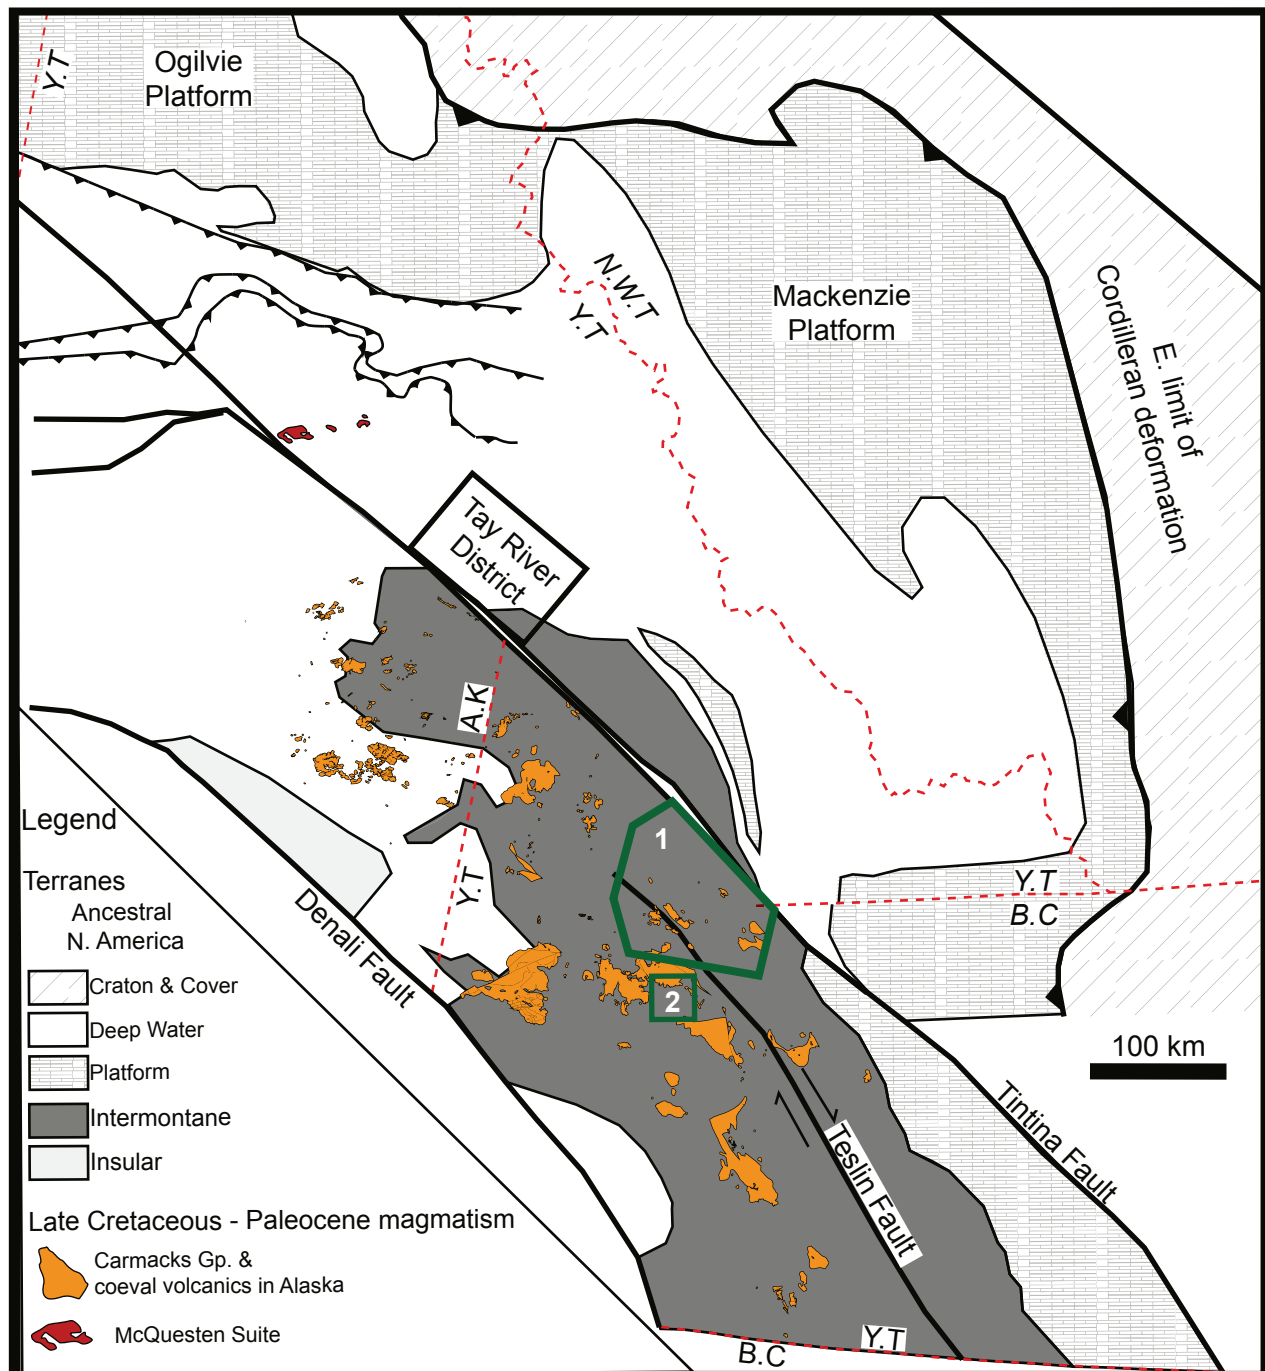 Y.T
Ogilvie
Platform
N.W.T
Y.T
Mackenzie
Platform
E. limit of
Cordilleran deformation
Tay River
District
A.K
Y.T
Denali Fault
1
2
Y.T
B.C
100 km
Tintina Fault
Teslin Fault
Y.T
B.C
Legend
Terranes
Ancestral
N. America
Craton & Cover
Deep Water
Platform
Intermontane
Insular
Late Cretaceous - Paleocene magmatism
Carmacks Gp. &
coeval volcanics in Alaska
McQuesten Suite